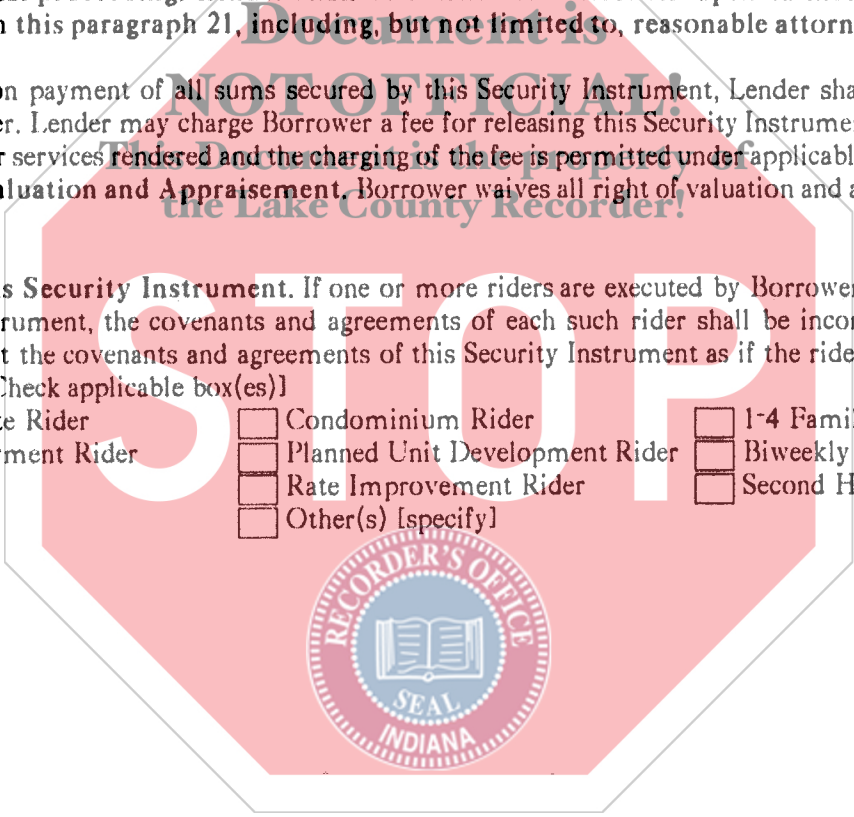 n this paragraph 21, including, but not limited to, reasonable attorn
Document is
on payment of all sums secured by this Security Instrument, Lender sha
NOT OFFICIAL!
er. Lender may charge Borrower a fee for releasing this Security Instrume
r services rendered and the charging of the fee is permitted under applicabl
This Document is the property of
aluation and Appraisement. Borrower waives all right of valuation and a
the Lake County Recorder!
s Security Instrument. If one or more riders are executed by Borrower
rument, the covenants and agreements of each such rider shall be incor
t the covenants and agreements of this Security Instrument as if the ride
Check applicable box(es)]
te Rider Condominium Rider 1-4 Famil
yment Rider Planned Unit Development Rider Biweekly
Rate Improvement Rider Second H
Other(s) [specify]
STOP
RECORDER'S OFFICE
SEAL
INDIANA